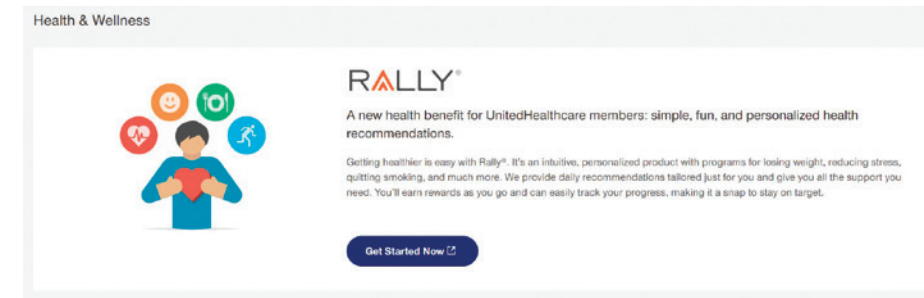 Health & Wellness
RALLY®
A new health benefit for UnitedHealthcare members: simple, fun, and personalized health
recommendations.
Getting healthier is easy with Rally®. It's an intuitive, personalized product with programs for losing weight, reducing stress,
quitting smoking, and much more. We provide daily recommendations tailored just for you and give you all the support you
need. You'll earn rewards as you go and can easily track your progress, making it a snap to stay on target.
Get Started Now